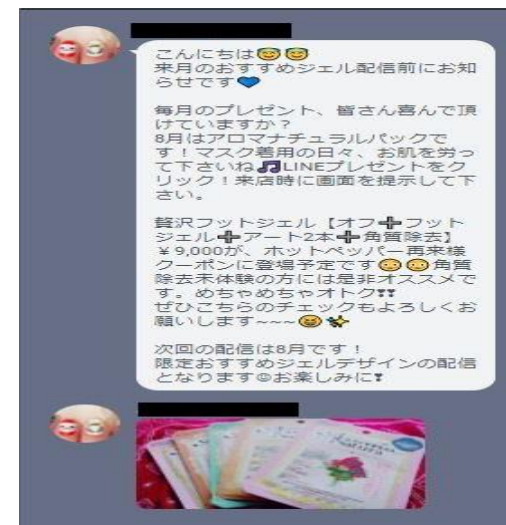 こんにちは😇😇
来月のおすすめジェル配信前にお知
らせです💙
毎月のプレゼント、皆さん喜んで頂
けていますか？
8月はアロマナチュラルパックで
す！マスク着用の日々、お肌を労っ
て下さいね🎵LINEプレゼントをク
リック！来店時に画面を提示して下
さい。
贅沢フットジェル【オフ➕フット
ジェル➕アート2本➕角質除去】
￥9,000が、ホットペッパー再来様
クーポンに登場予定です😳😳角質
除去未体験の方には是非オススメで
す。めちゃめちゃオトク❣❣
ぜひこちらのチェックもよろしくお
願いします~~~😆✨
次回の配信は8月です！
限定おすすめジェルデザインの配信
となります☺お楽しみに❣